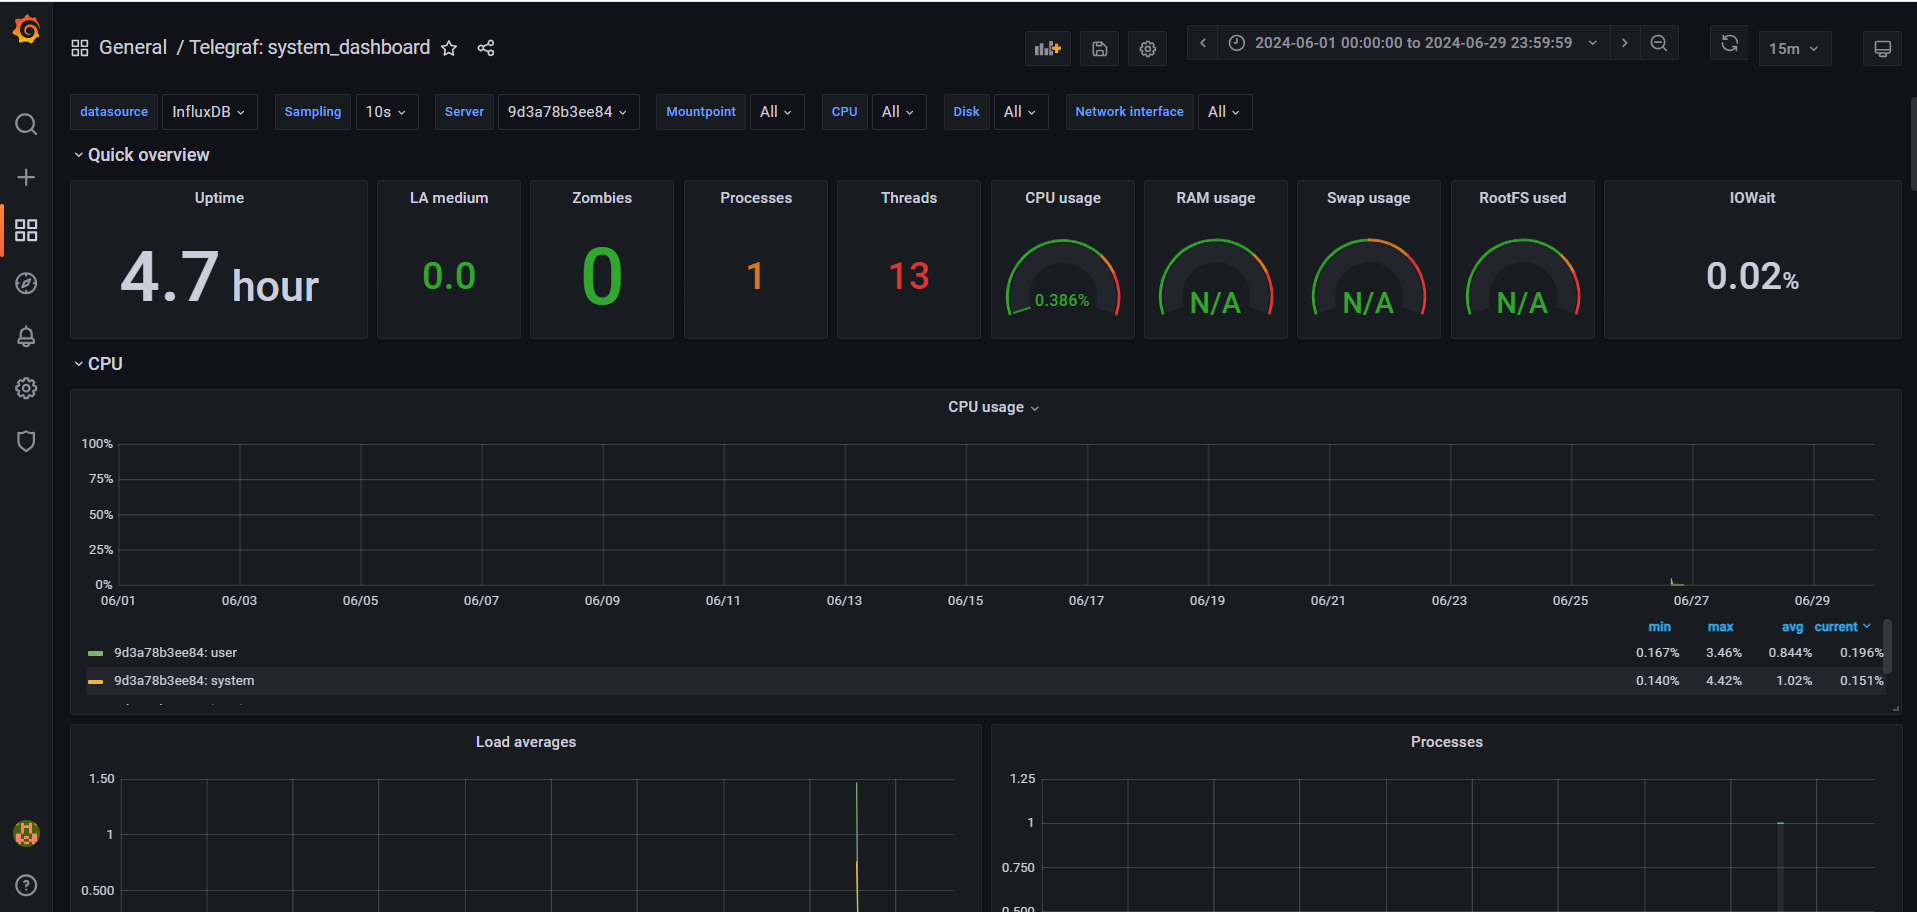 General / Telegraf: system_dashboard
2024-06-01 00:00:00 to 2024-06-29 23:59:59
15m
datasource InfluxDB Sampling 10s Server 9d3a78b3ee84 Mountpoint All CPU All Disk All Network interface All
Quick overview
Uptime LA medium Zombies Processes Threads CPU usage RAM usage Swap usage RootFS used IOWait
4.7 hour 0.0 0 1 13 0.386% N/A N/A N/A 0.02%
CPU
CPU usage
100%
75%
50%
25%
0%
06/01 06/03 06/05 06/07 06/09 06/11 06/13 06/15 06/17 06/19 06/21 06/23 06/25 06/27 06/29
min max avg current
9d3a78b3ee84: user 0.167% 3.46% 0.844% 0.196%
9d3a78b3ee84: system 0.140% 4.42% 1.02% 0.151%
Load averages
1.50
1
0.500
Processes
1.25
1
0.750
0.500